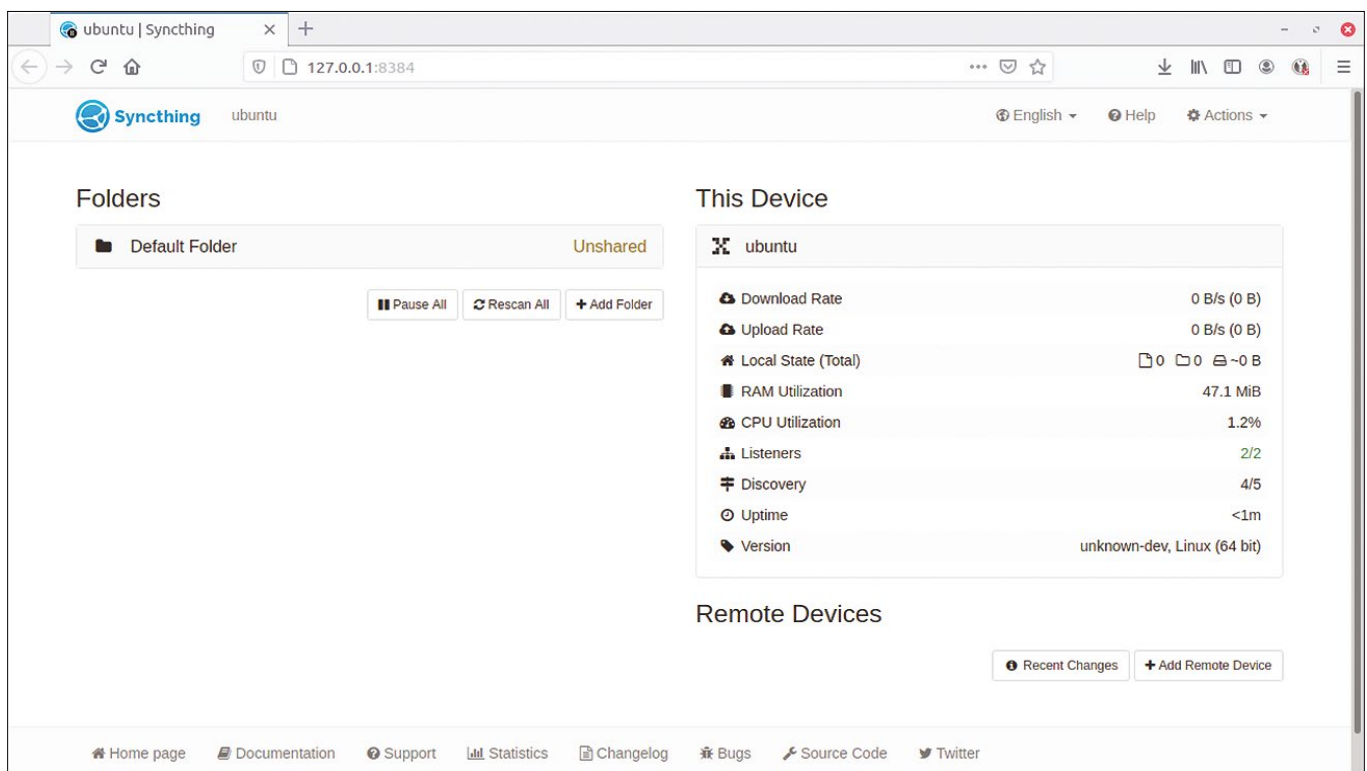 ubuntu | Syncthing
127.0.0.1:8384
Syncthing ubuntu English Help Actions
Folders
Default Folder Unshared
Pause All Rescan All Add Folder
This Device
ubuntu
Download Rate 0 B/s (0 B)
Upload Rate 0 B/s (0 B)
Local State (Total) 0 0 ~0 B
RAM Utilization 47.1 MiB
CPU Utilization 1.2%
Listeners 2/2
Discovery 4/5
Uptime <1m
Version unknown-dev, Linux (64 bit)
Remote Devices
Recent Changes Add Remote Device
Home page Documentation Support Statistics Changelog Bugs Source Code Twitter